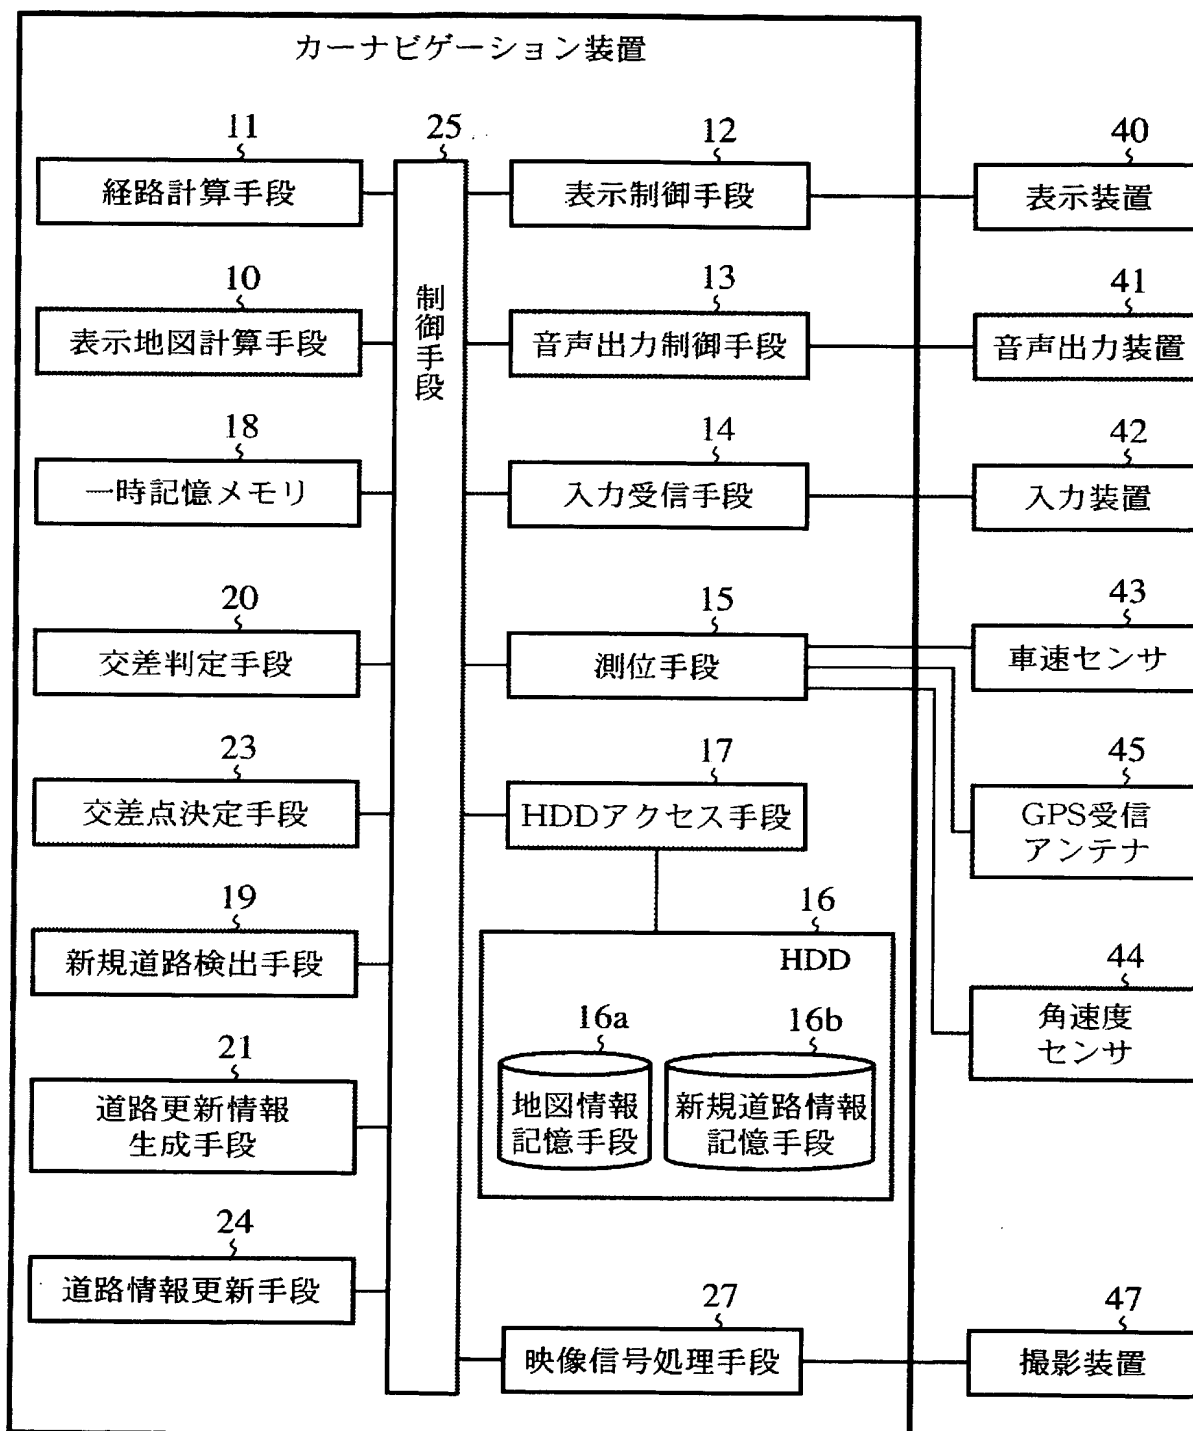 カーナビゲーション装置
11
経路計算手段
25
制御手段
12
表示制御手段
40
表示装置
10
表示地図計算手段
13
音声出力制御手段
41
音声出力装置
18
一時記憶メモリ
14
入力受信手段
42
入力装置
20
交差判定手段
15
測位手段
43
車速センサ
23
交差点決定手段
17
HDDアクセス手段
45
GPS受信
アンテナ
19
新規道路検出手段
16
HDD
44
角速度
センサ
16a
地図情報
記憶手段
16b
新規道路情報
記憶手段
21
道路更新情報
生成手段
24
道路情報更新手段
27
映像信号処理手段
47
撮影装置